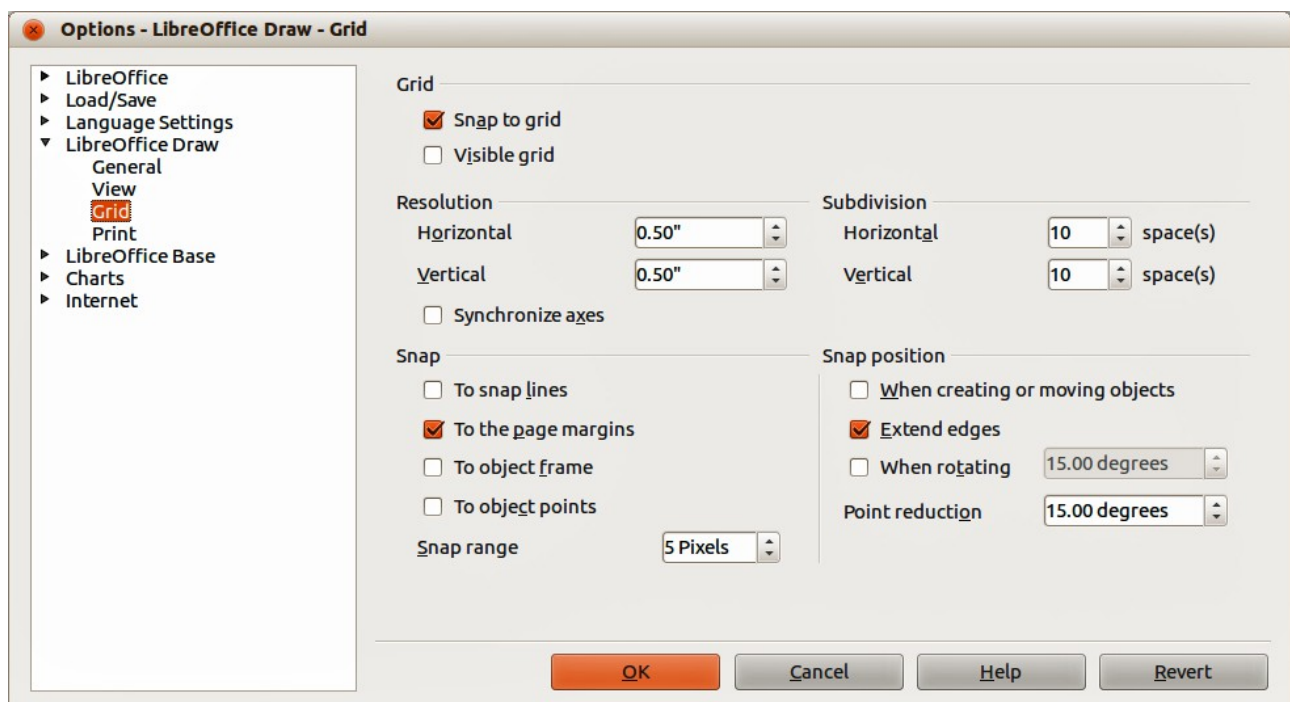 Options - LibreOffice Draw - Grid
LibreOffice
Load/Save
Language Settings
LibreOffice Draw
General
View
Grid
Print
LibreOffice Base
Charts
Internet
Grid
Snap to grid
Visible grid
Resolution
Horizontal 0.50"
Vertical 0.50"
Synchronize axes
Subdivision
Horizontal 10 space(s)
Vertical 10 space(s)
Snap
To snap lines
To the page margins
To object frame
To object points
Snap range 5 Pixels
Snap position
When creating or moving objects
Extend edges
When rotating 15.00 degrees
Point reduction 15.00 degrees
OK Cancel Help Revert